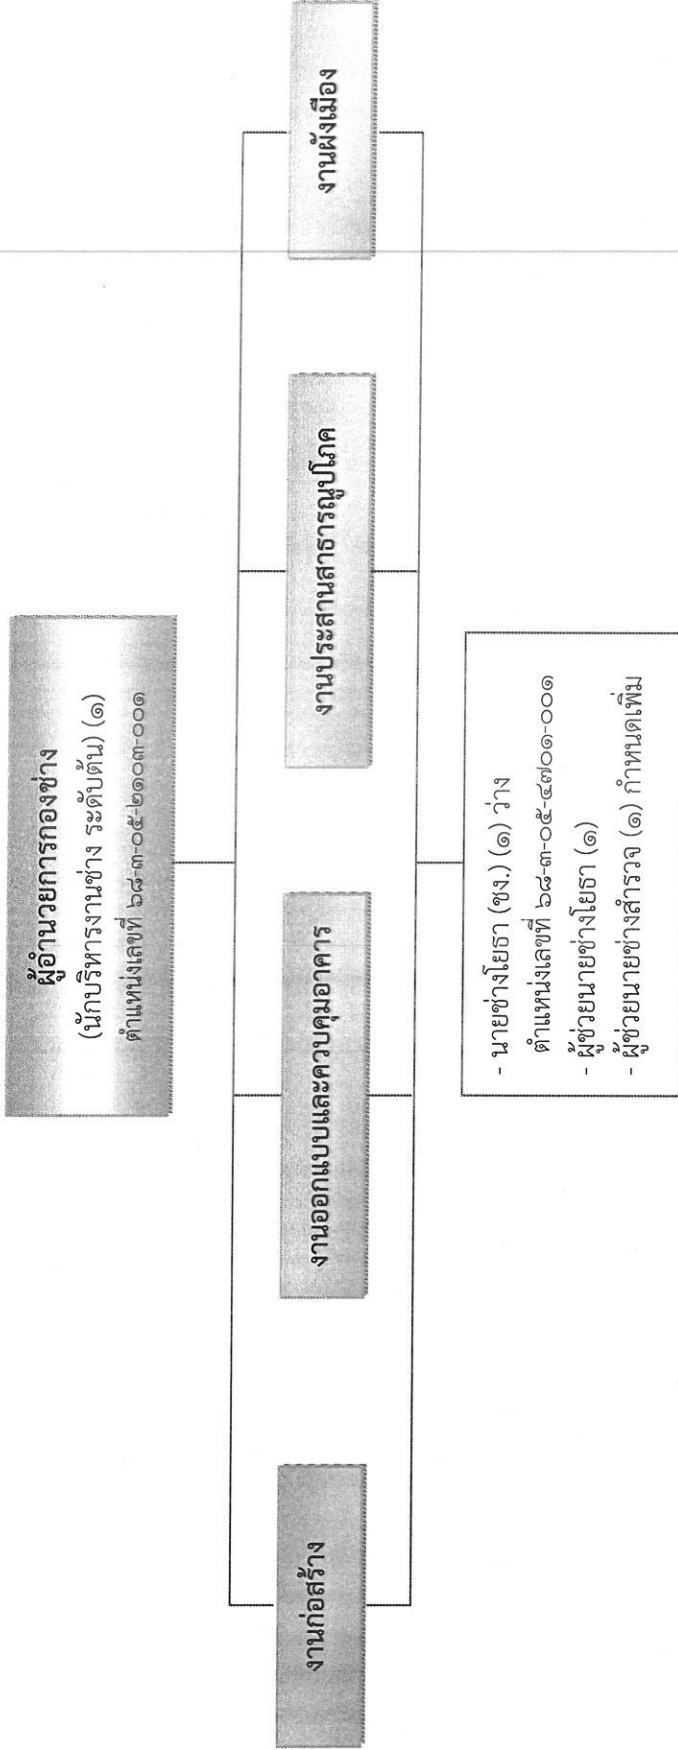 ผู้อำนวยการกองช่าง
(นักบริหารงานช่าง ระดับต้น) (๑)
ตำแหน่งเลขที่ ๖๘-๓-๐๕-๒๑๐๓-๐๐๑
งานก่อสร้าง
งานออกแบบและควบคุมอาคาร
งานประสานสาธารณูปโภค
งานผังเมือง
- นายช่างโยธา (ชง.) (๑) ว่าง
ตำแหน่งเลขที่ ๖๘-๓-๐๕-๔๗๐๑-๐๐๑
- ผู้ช่วยนายช่างโยธา (๑)
- ผู้ช่วยนายช่างสำรวจ (๑) กำหนดเพิ่ม